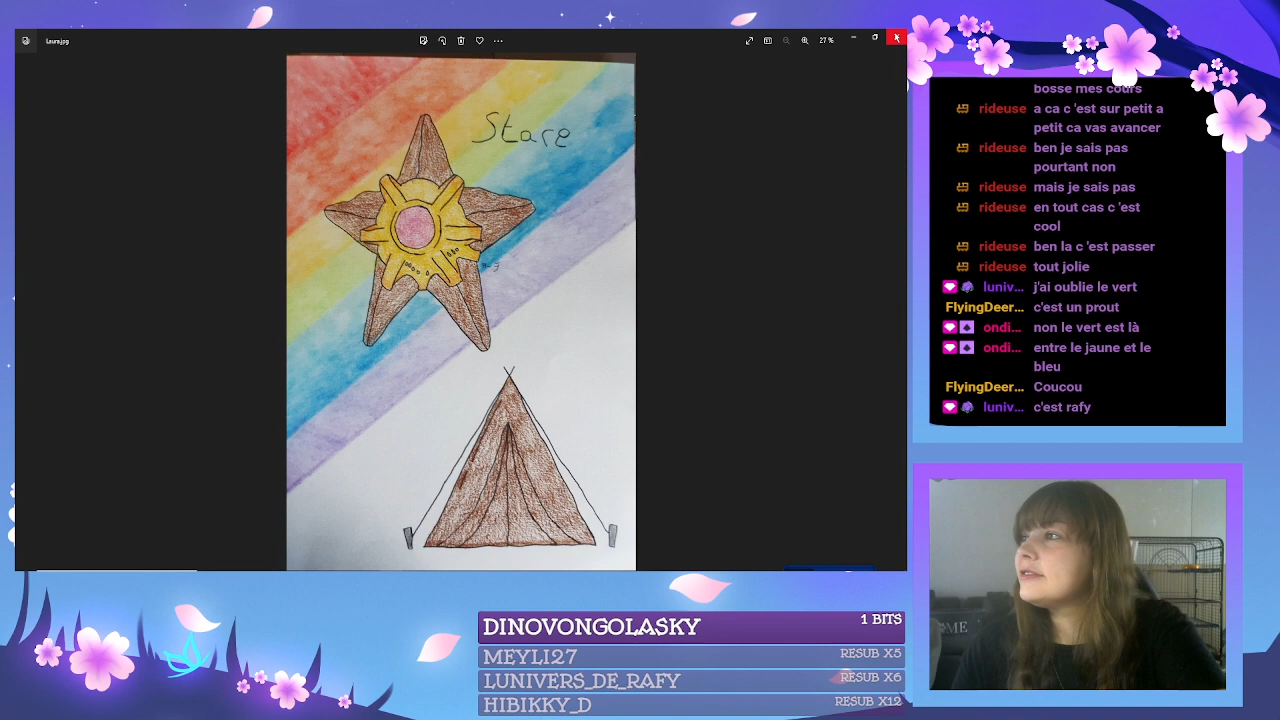 Laura.jpg
27 %
Stare
bosse mes cours
rideuse a ca c 'est sur petit a
petit ca vas avancer
rideuse ben je sais pas
pourtant non
rideuse mais je sais pas
rideuse en tout cas c 'est
cool
rideuse ben la c 'est passer
rideuse tout jolie
luniv... j'ai oublie le vert
FlyingDeer... c'est un prout
ondi... non le vert est là
ondi... entre le jaune et le
bleu
FlyingDeer... Coucou
luniv... c'est rafy
ME
DINOVONGOLASKY 1 BITS
MEYLI27 RESUB X5
LUNIVERS_DE_RAFY RESUB X6
HIBIKKY_D RESUB X12